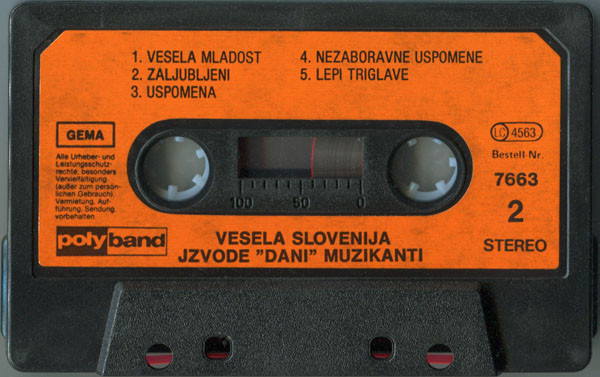 1. VESELA MLADOST
2. ZALJUBLJENI
3. USPOMENA
4. NEZABORAVNE USPOMENE
5. LEPI TRIGLAVE
GEMA
Alle Urheber- und
Leistungsschutz-
rechte, besonders
Vervielfältigung
(außer zum persön-
lichen Gebrauch),
Vermietung, Auf-
führung, Sendung,
vorbehalten.
LC 4563
Bestell-Nr.
7663
2
STEREO
100 50 0
polyband
VESELA SLOVENIJA
JZVODE "DANI" MUZIKANTI